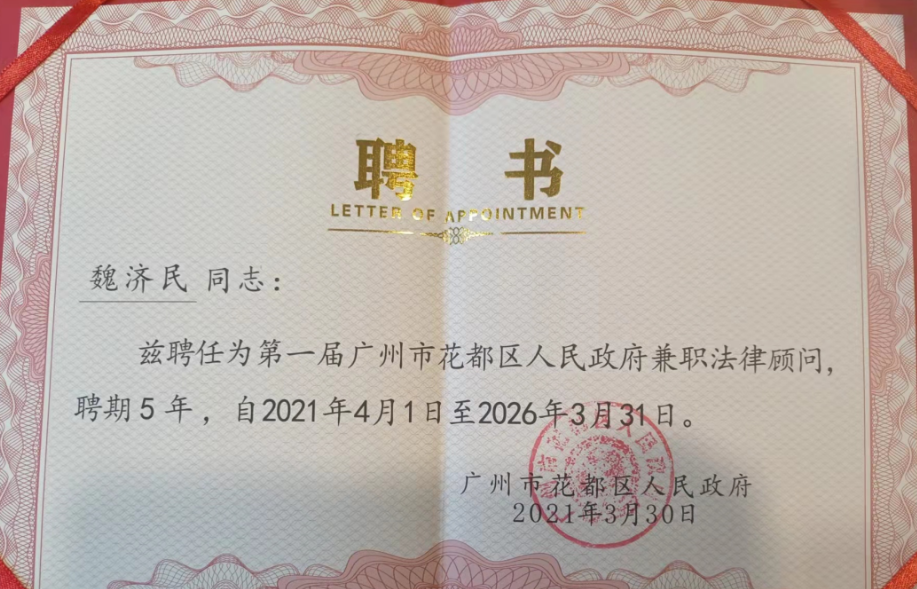 聘 书
LETTER OF APPOINTMENT
魏济民 同志：
兹聘任为第一届广州市花都区人民政府兼职法律顾问，
聘期5年，自2021年4月1日至2026年3月31日。
广州市花都区人民政府
2021年3月30日